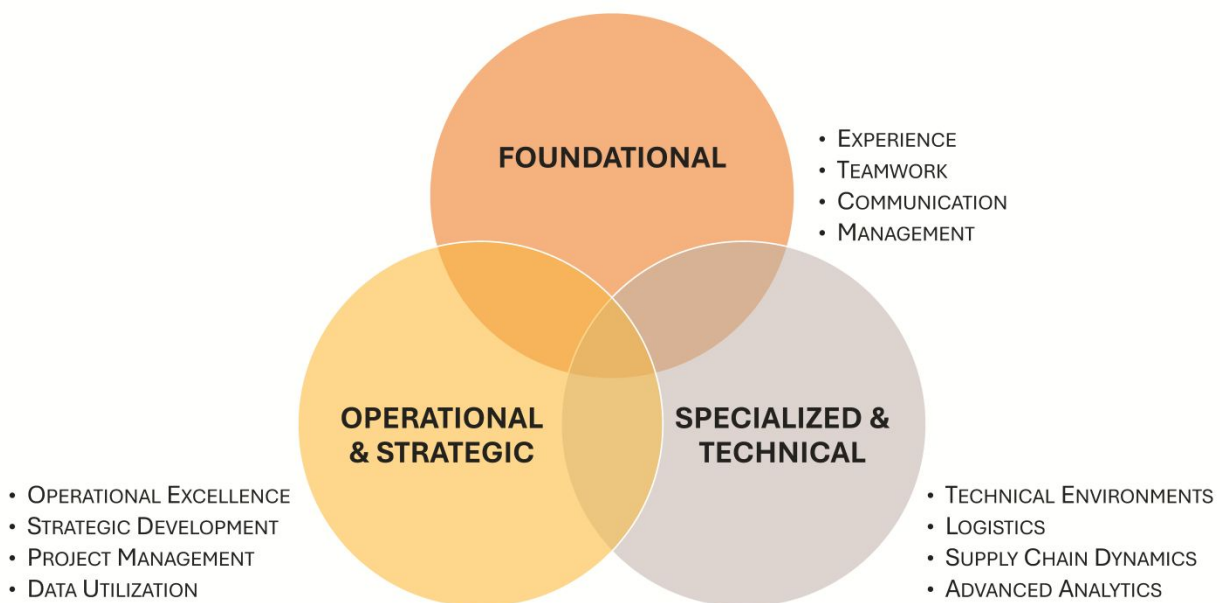 FOUNDATIONAL
• EXPERIENCE
• TEAMWORK
• COMMUNICATION
• MANAGEMENT
OPERATIONAL
& STRATEGIC
SPECIALIZED &
TECHNICAL
• OPERATIONAL EXCELLENCE
• STRATEGIC DEVELOPMENT
• PROJECT MANAGEMENT
• DATA UTILIZATION
• TECHNICAL ENVIRONMENTS
• LOGISTICS
• SUPPLY CHAIN DYNAMICS
• ADVANCED ANALYTICS